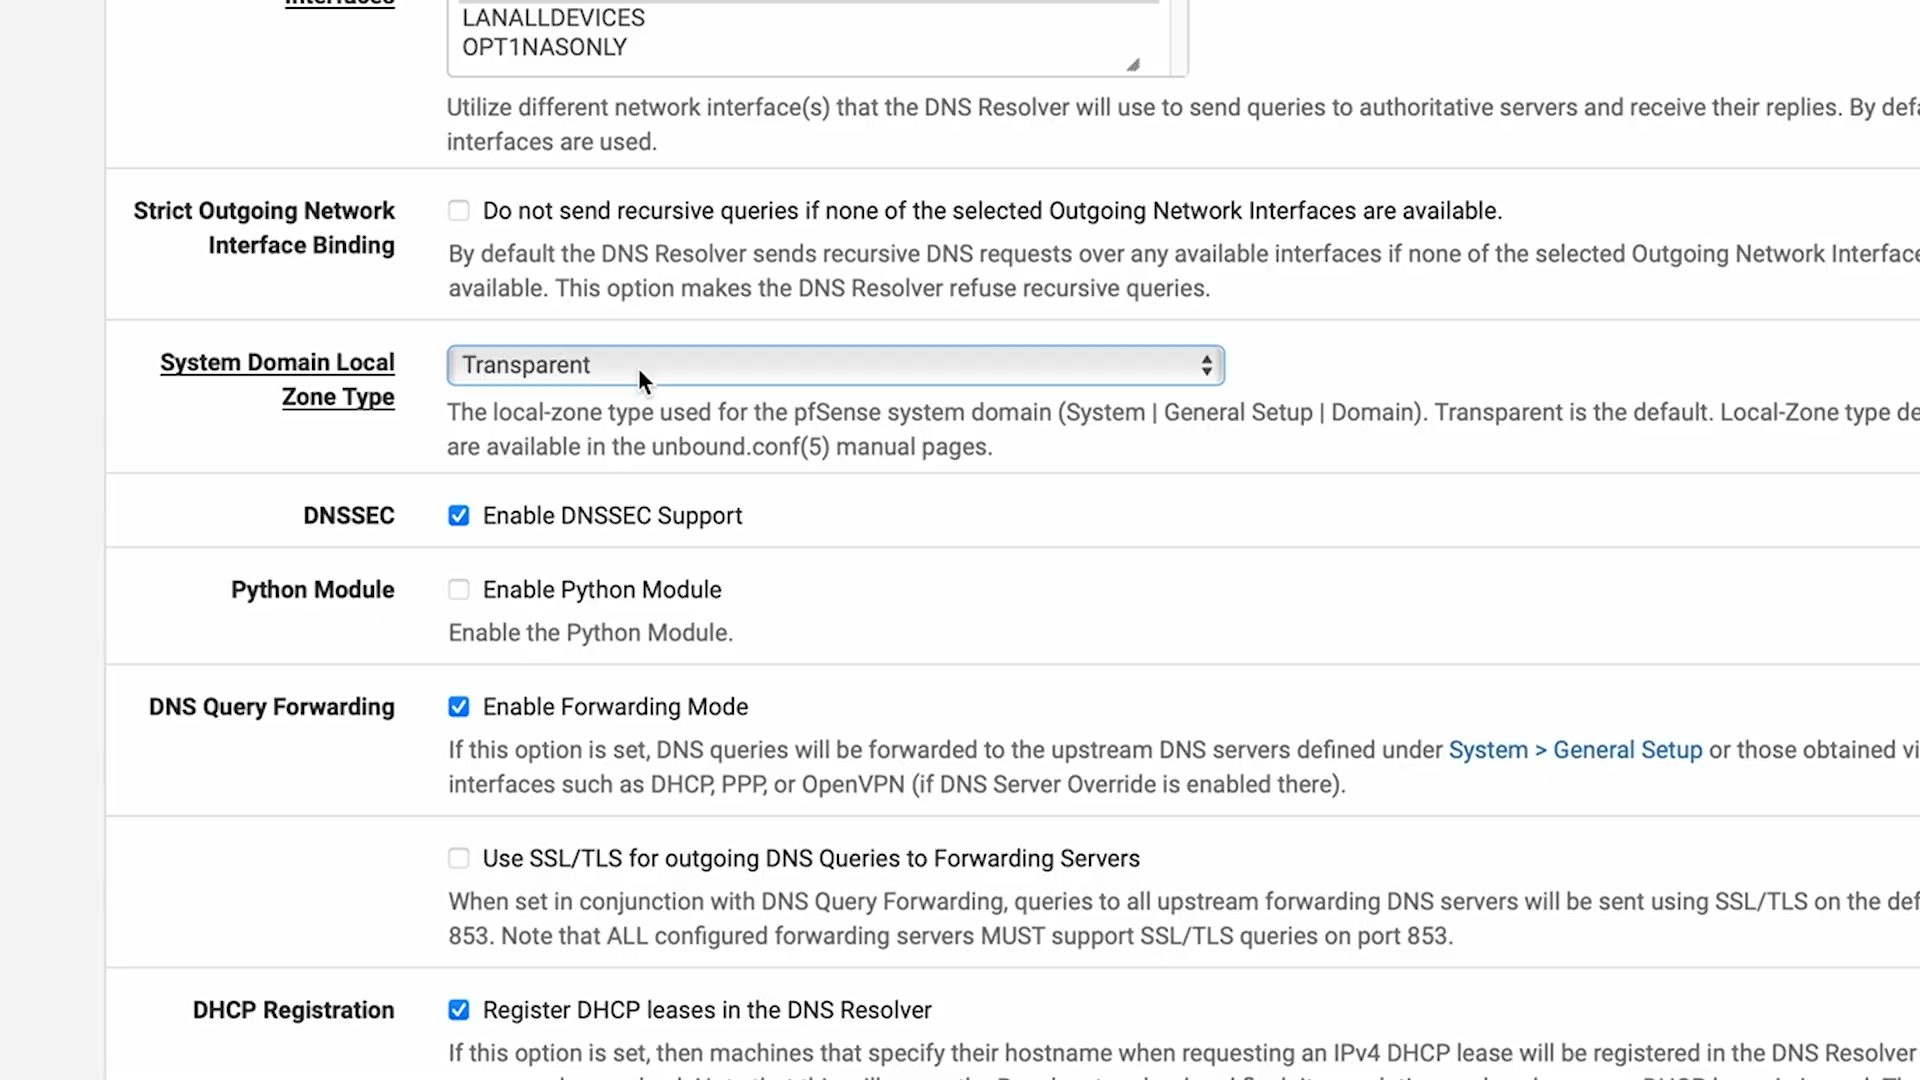 Interfaces
LANALLDEVICES
OPT1NASONLY
Utilize different network interface(s) that the DNS Resolver will use to send queries to authoritative servers and receive their replies. By
interfaces are used.
Strict Outgoing Network
Interface Binding
Do not send recursive queries if none of the selected Outgoing Network Interfaces are available.
By default the DNS Resolver sends recursive DNS requests over any available interfaces if none of the selected Outgoing Network
available. This option makes the DNS Resolver refuse recursive queries.
System Domain Local
Zone Type
Transparent
The local-zone type used for the pfSense system domain (System | General Setup | Domain). Transparent is the default. Local-Zone type
are available in the unbound.conf(5) manual pages.
DNSSEC
Enable DNSSEC Support
Python Module
Enable Python Module
Enable the Python Module.
DNS Query Forwarding
Enable Forwarding Mode
If this option is set, DNS queries will be forwarded to the upstream DNS servers defined under System > General Setup or those obtained
interfaces such as DHCP, PPP, or OpenVPN (if DNS Server Override is enabled there).
Use SSL/TLS for outgoing DNS Queries to Forwarding Servers
When set in conjunction with DNS Query Forwarding, queries to all upstream forwarding DNS servers will be sent using SSL/TLS on the
853. Note that ALL configured forwarding servers MUST support SSL/TLS queries on port 853.
DHCP Registration
Register DHCP leases in the DNS Resolver
If this option is set, then machines that specify their hostname when requesting an IPv4 DHCP lease will be registered in the DNS Resolver